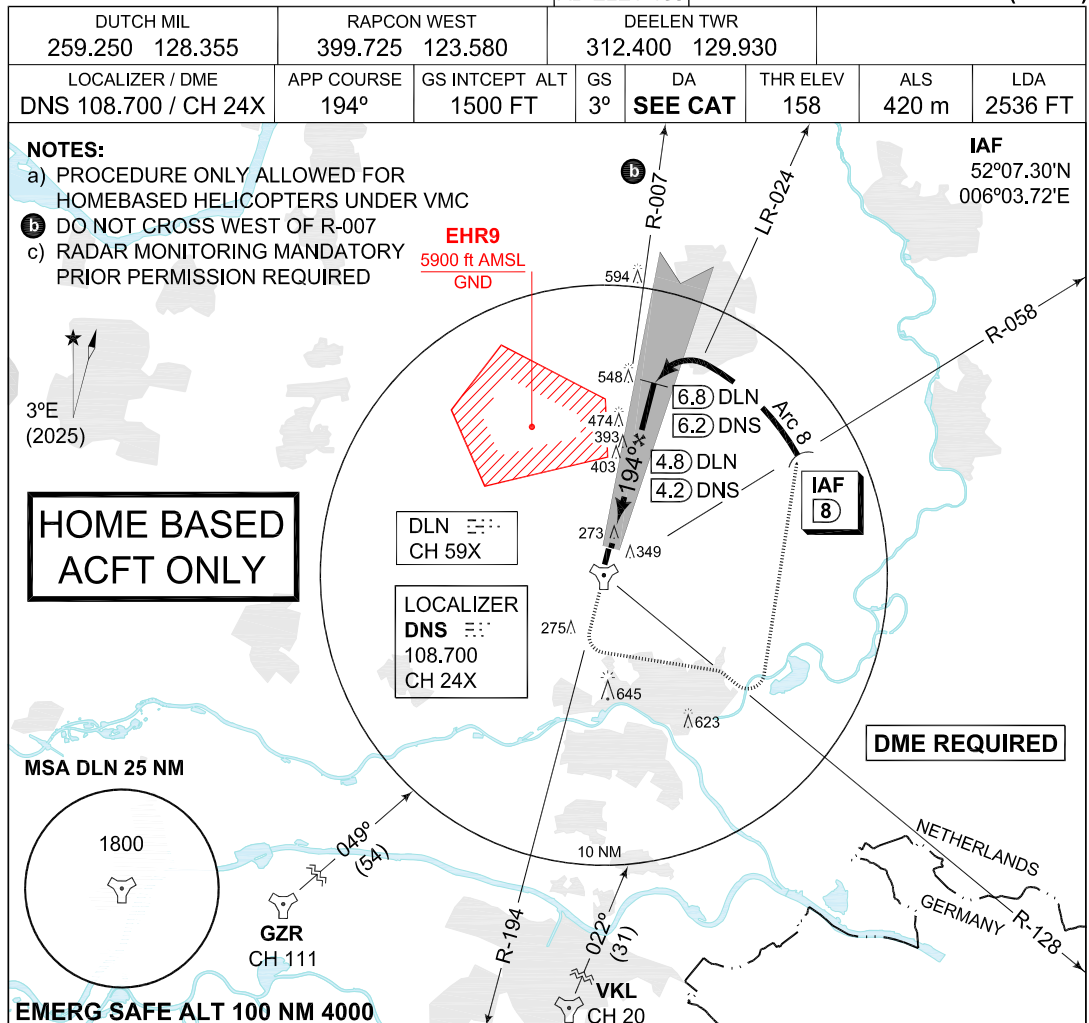 DUTCH MIL
259.250 128.355
RAPCON WEST
399.725 123.580
DEELEN TWR
312.400 129.930
LOCALIZER / DME
DNS 108.700 / CH 24X
APP COURSE
194º
GS INTCEPT ALT
1500 FT
GS
3º
DA
SEE CAT
THR ELEV
158
ALS
420 m
LDA
2536 FT
NOTES:
a) PROCEDURE ONLY ALLOWED FOR
HOMEBASED HELICOPTERS UNDER VMC
b DO NOT CROSS WEST OF R-007
c) RADAR MONITORING MANDATORY
PRIOR PERMISSION REQUIRED
b
R-007
LR-024
IAF
52º07.30'N
006º03.72'E
EHR9
5900 ft AMSL
GND
594
R-058
3ºE
(2025)
548
474
393
403
6.8 DLN
6.2 DNS
Arc 8
194º
4.8 DLN
4.2 DNS
IAF
8
HOME BASED
ACFT ONLY
DLN
CH 59X
273
349
LOCALIZER
DNS
108.700
CH 24X
275
645
623
DME REQUIRED
MSA DLN 25 NM
1800
049º
(54)
10 NM
NETHERLANDS
GERMANY
R-128
GZR
CH 111
R-194
022º
(31)
VKL
CH 20
EMERG SAFE ALT 100 NM 4000